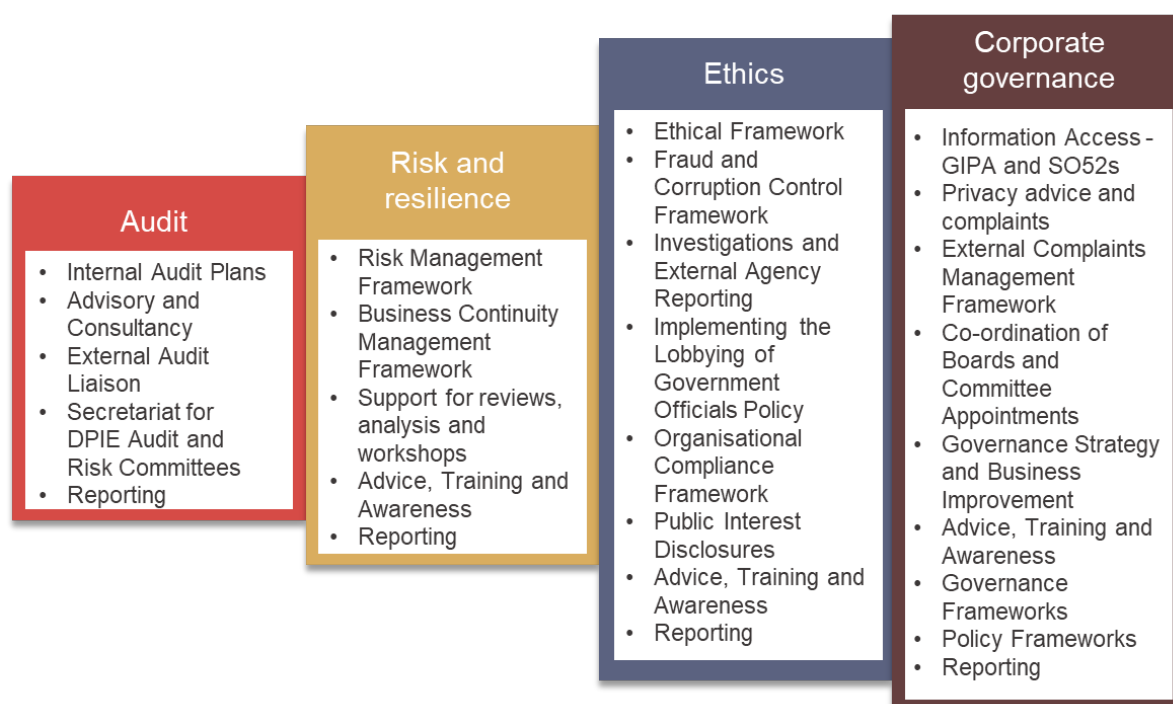 Audit
• Internal Audit Plans
• Advisory and
Consultancy
• External Audit
Liaison
• Secretariat for
DPIE Audit and
Risk Committees
• Reporting
Risk and
resilience
• Risk Management
Framework
• Business Continuity
Management
Framework
• Support for reviews,
analysis and
workshops
• Advice, Training and
Awareness
• Reporting
Ethics
• Ethical Framework
• Fraud and
Corruption Control
Framework
• Investigations and
External Agency
Reporting
• Implementing the
Lobbying of
Government
Officials Policy
• Organisational
Compliance
Framework
• Public Interest
Disclosures
• Advice, Training and
Awareness
• Reporting
Corporate
governance
• Information Access -
GIPA and SO52s
• Privacy advice and
complaints
• External Complaints
Management
Framework
• Co-ordination of
Boards and
Committee
Appointments
• Governance Strategy
and Business
Improvement
• Advice, Training and
Awareness
• Governance
Frameworks
• Policy Frameworks
• Reporting